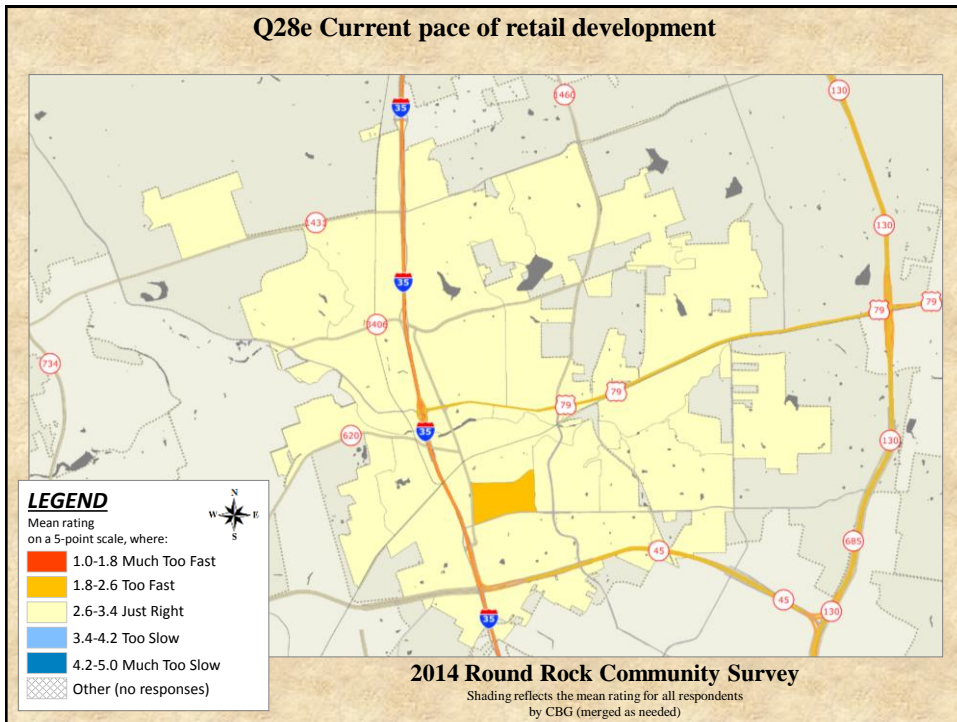 Q28e Current pace of retail development
35
1460
130
1431
130
35
79
79
3406
734
79
79
35
620
130
45
685
45
130
35
LEGEND
N
W E
S
Mean rating
on a 5-point scale, where:
1.0-1.8 Much Too Fast
1.8-2.6 Too Fast
2.6-3.4 Just Right
3.4-4.2 Too Slow
4.2-5.0 Much Too Slow
Other (no responses)
2014 Round Rock Community Survey
Shading reflects the mean rating for all respondents
by CBG (merged as needed)